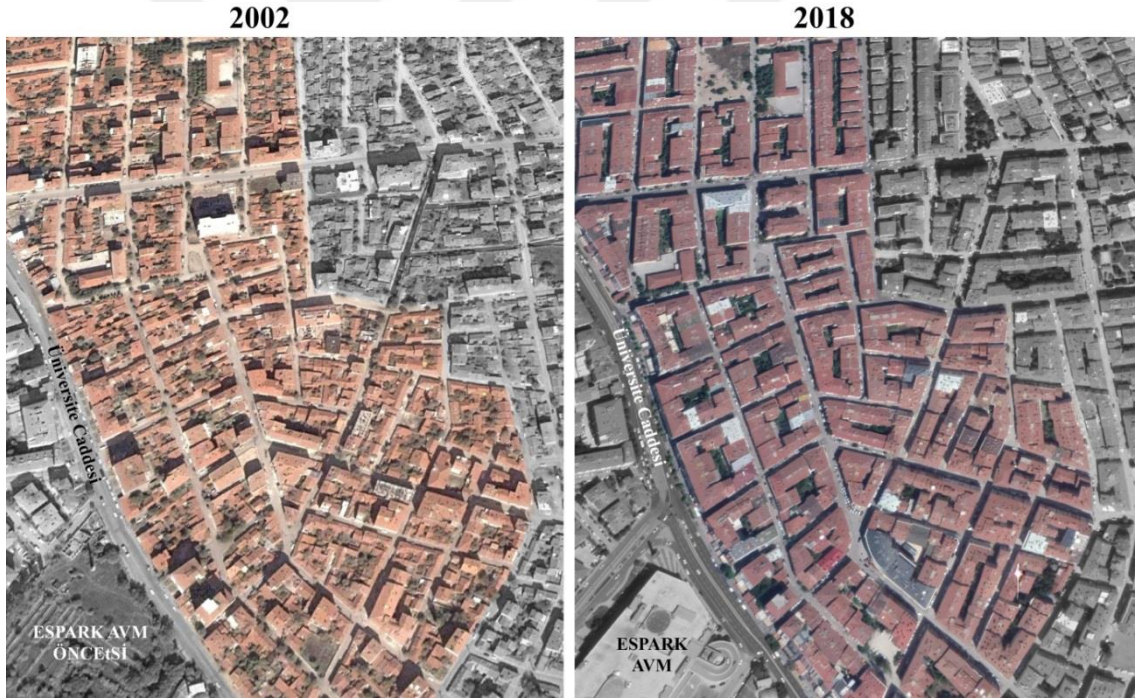 2002
2018
Üniversite Caddesi
ESPARK AVM
ÖNCEtSİ
Üniversite Caddesi
ESPARK
AVM